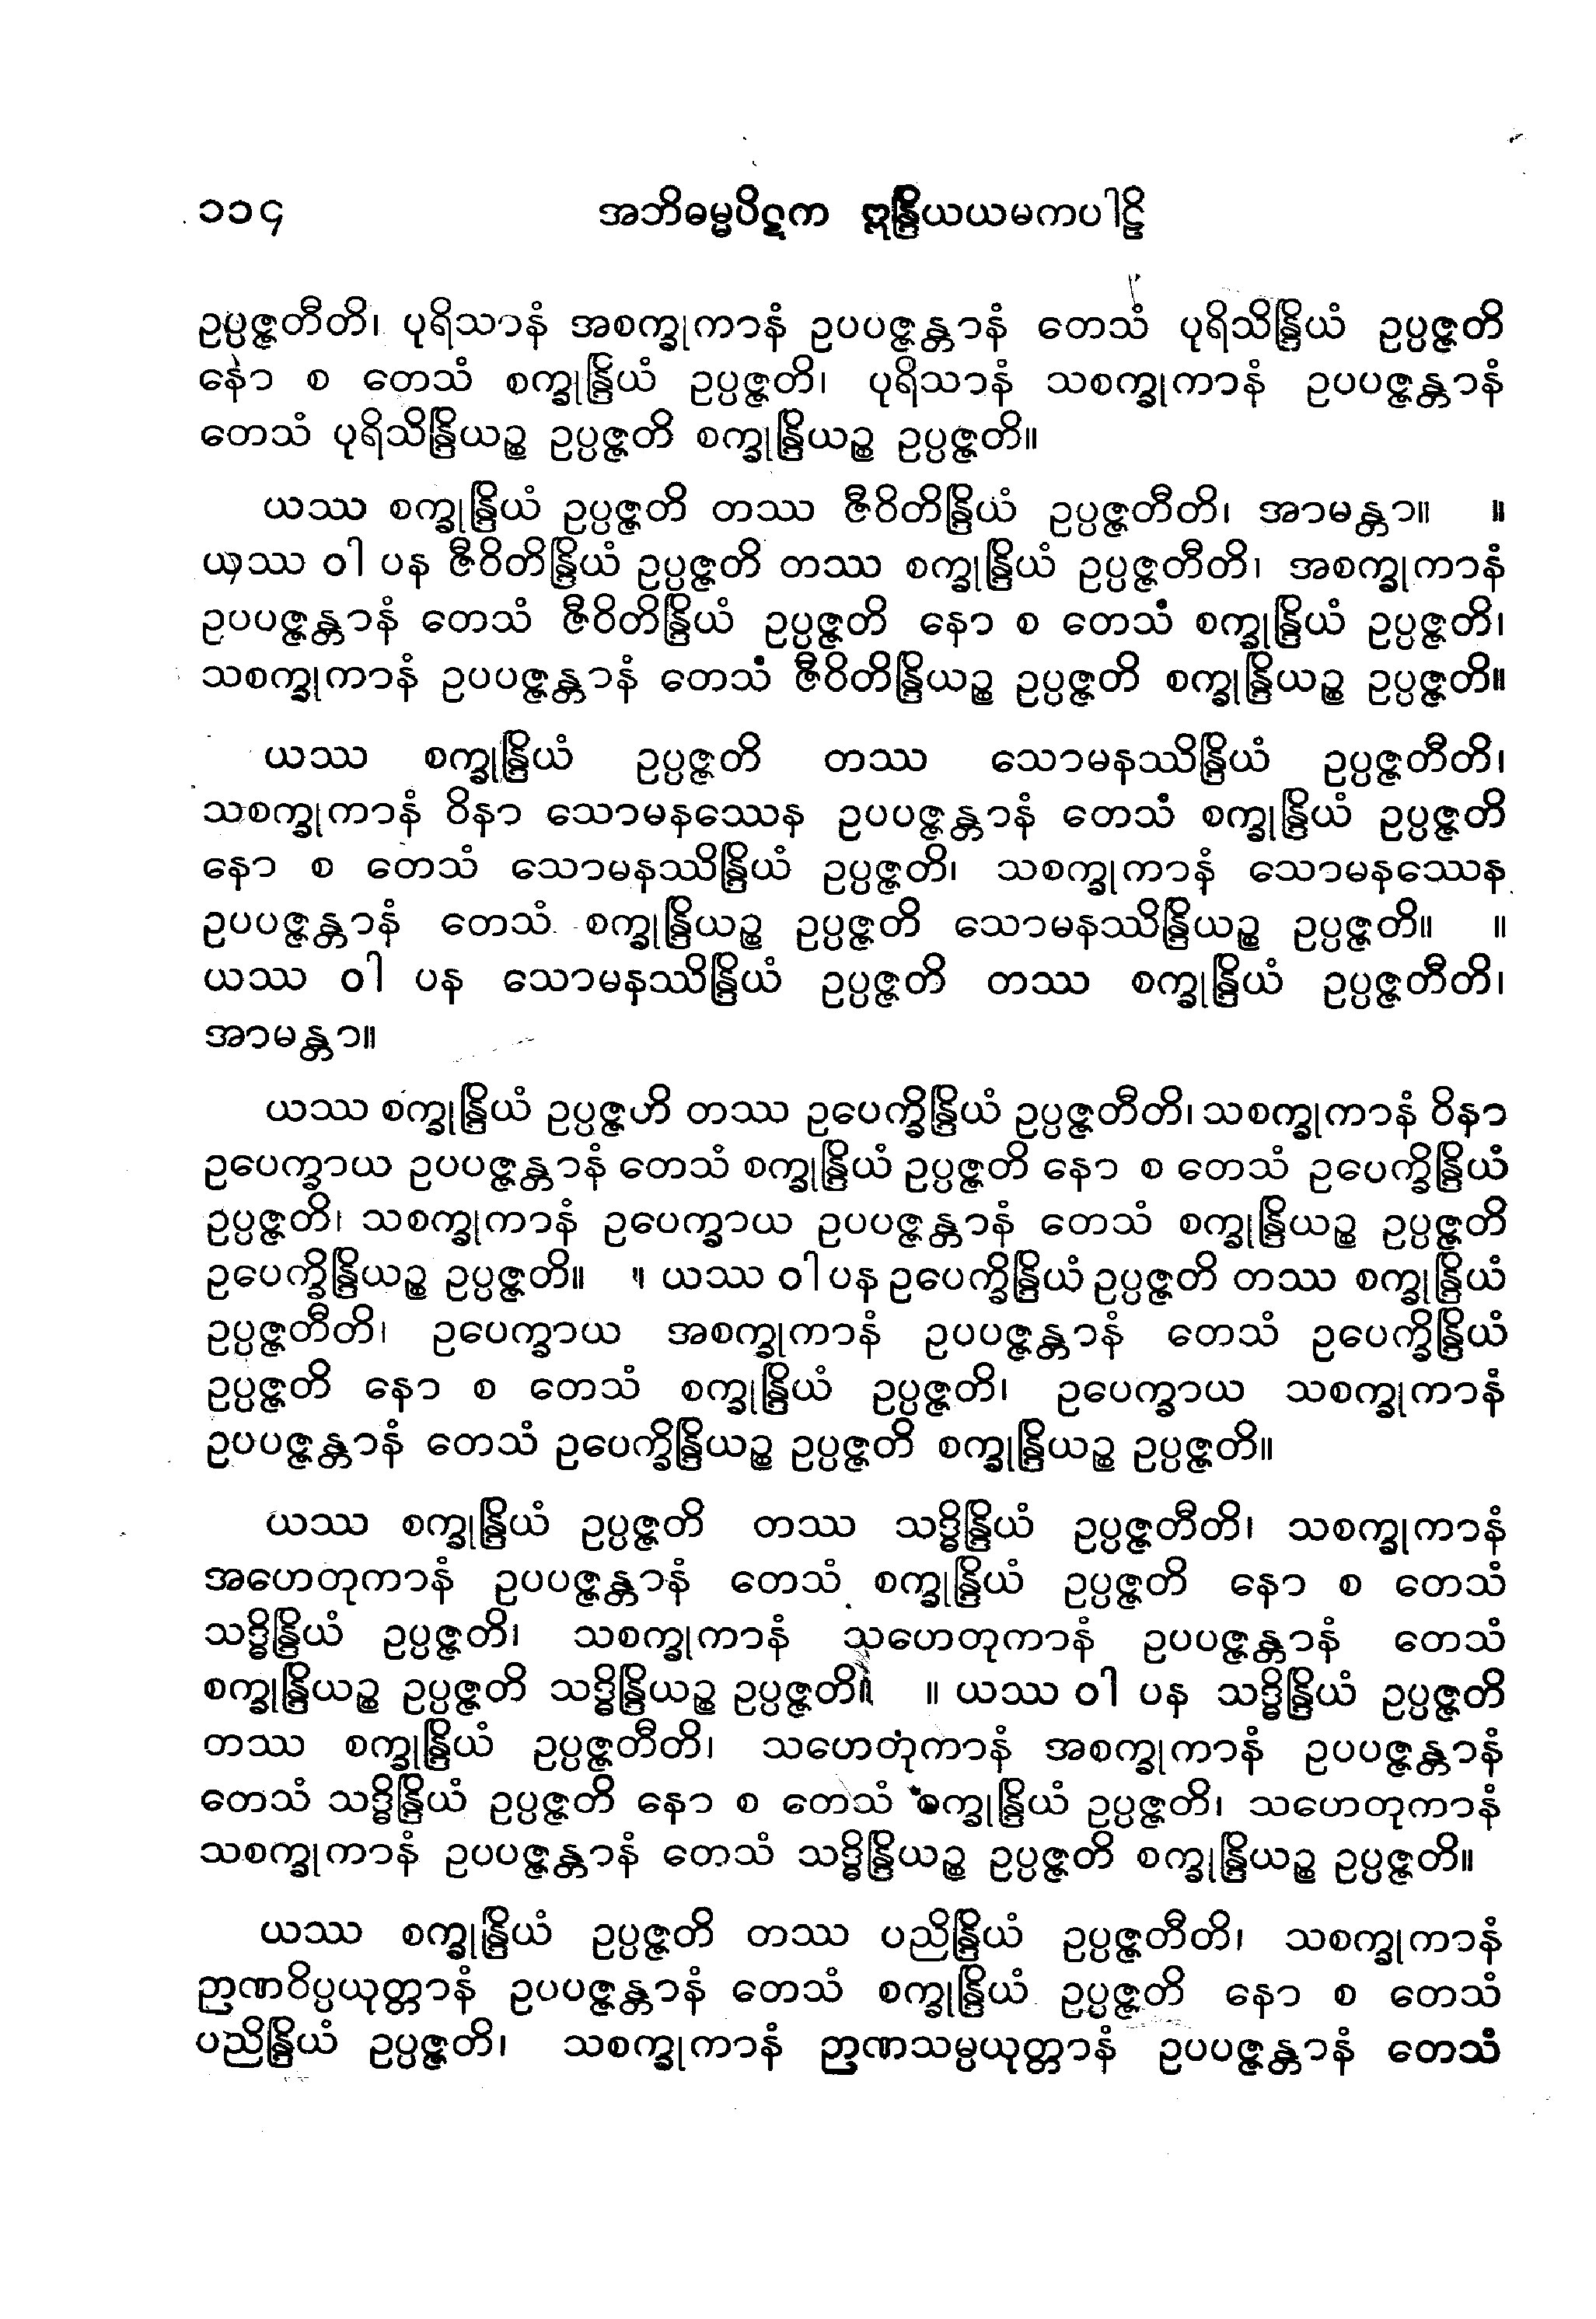 ၁၁၄ အဘိဓမ္မပိဋက ဣန္ဒြိယယမကပါဠိ
ဥပ္ပဇ္ဇတီတိ၊ ပုရိသာနံ အစက္ခုကာနံ ဥပပဇ္ဇန္တာနံ တေသံ ပုရိသိန္ဒြိယံ ဥပ္ပဇ္ဇတိ
နော စ တေသံ စက္ခုန္ဒြိယံ ဥပ္ပဇ္ဇတိ၊ ပုရိသာနံ သစက္ခုကာနံ ဥပပဇ္ဇန္တာနံ
တေသံ ပုရိသိန္ဒြိယဉ္စ ဥပ္ပဇ္ဇတိ စက္ခုန္ဒြိယဉ္စ ဥပ္ပဇ္ဇတိ။
ယဿ စက္ခုန္ဒြိယံ ဥပ္ပဇ္ဇတိ တဿ ဇီဝိတိန္ဒြိယံ ဥပ္ပဇ္ဇတီတိ၊ အာမန္တာ။ ။
ယဿ ဝါ ပန ဇီဝိတိန္ဒြိယံ ဥပ္ပဇ္ဇတိ တဿ စက္ခုန္ဒြိယံ ဥပ္ပဇ္ဇတီတိ၊ အစက္ခုကာနံ
ဥပပဇ္ဇန္တာနံ တေသံ ဇီဝိတိန္ဒြိယံ ဥပ္ပဇ္ဇတိ နော စ တေသံ စက္ခုန္ဒြိယံ ဥပ္ပဇ္ဇတိ၊
သစက္ခုကာနံ ဥပပဇ္ဇန္တာနံ တေသံ ဇီဝိတိန္ဒြိယဉ္စ ဥပ္ပဇ္ဇတိ စက္ခုန္ဒြိယဉ္စ ဥပ္ပဇ္ဇတိ။
ယဿ စက္ခုန္ဒြိယံ ဥပ္ပဇ္ဇတိ တဿ သောမနဿိန္ဒြိယံ ဥပ္ပဇ္ဇတီတိ၊
သစက္ခုကာနံ ဝိနာ သောမနဿေန ဥပပဇ္ဇန္တာနံ တေသံ စက္ခုန္ဒြိယံ ဥပ္ပဇ္ဇတိ
နော စ တေသံ သောမနဿိန္ဒြိယံ ဥပ္ပဇ္ဇတိ၊ သစက္ခုကာနံ သောမနဿေန
ဥပပဇ္ဇန္တာနံ တေသံ စက္ခုန္ဒြိယဉ္စ ဥပ္ပဇ္ဇတိ သောမနဿိန္ဒြိယဉ္စ ဥပ္ပဇ္ဇတိ။ ။
ယဿ ဝါ ပန သောမနဿိန္ဒြိယံ ဥပ္ပဇ္ဇတိ တဿ စက္ခုန္ဒြိယံ ဥပ္ပဇ္ဇတီတိ၊
အာမန္တာ။
ယဿ စက္ခုန္ဒြိယံ ဥပ္ပဇ္ဇဟိ တဿ ဥပေက္ခိန္ဒြိယံ ဥပ္ပဇ္ဇတီတိ၊ သစက္ခုကာနံ ဝိနာ
ဥပေက္ခာယ ဥပပဇ္ဇန္တာနံ တေသံ စက္ခုန္ဒြိယံ ဥပ္ပဇ္ဇတိ နော စ တေသံ ဥပေက္ခိန္ဒြိယံ
ဥပ္ပဇ္ဇတိ၊ သစက္ခုကာနံ ဥပေက္ခာယ ဥပပဇ္ဇန္တာနံ တေသံ စက္ခုန္ဒြိယဉ္စ ဥပ္ပဇ္ဇတိ
ဥပေက္ခိန္ဒြိယဉ္စ ဥပ္ပဇ္ဇတိ။ ။ ယဿ ဝါ ပန ဥပေက္ခိန္ဒြိယံ ဥပ္ပဇ္ဇတိ တဿ စက္ခုန္ဒြိယံ
ဥပ္ပဇ္ဇတီတိ၊ ဥပေက္ခာယ အစက္ခုကာနံ ဥပပဇ္ဇန္တာနံ တေသံ ဥပေက္ခိန္ဒြိယံ
ဥပ္ပဇ္ဇတိ နော စ တေသံ စက္ခုန္ဒြိယံ ဥပ္ပဇ္ဇတိ၊ ဥပေက္ခာယ သစက္ခုကာနံ
ဥပပဇ္ဇန္တာနံ တေသံ ဥပေက္ခိန္ဒြိယဉ္စ ဥပ္ပဇ္ဇတိ စက္ခုန္ဒြိယဉ္စ ဥပ္ပဇ္ဇတိ။
ယဿ စက္ခုန္ဒြိယံ ဥပ္ပဇ္ဇတိ တဿ သဒ္ဓိန္ဒြိယံ ဥပ္ပဇ္ဇတီတိ၊ သစက္ခုကာနံ
အဟေတုကာနံ ဥပပဇ္ဇန္တာနံ တေသံ စက္ခုန္ဒြိယံ ဥပ္ပဇ္ဇတိ နော စ တေသံ
သဒ္ဓိန္ဒြိယံ ဥပ္ပဇ္ဇတိ၊ သစက္ခုကာနံ သဟေတုကာနံ ဥပပဇ္ဇန္တာနံ တေသံ
စက္ခုန္ဒြိယဉ္စ ဥပ္ပဇ္ဇတိ သဒ္ဓိန္ဒြိယဉ္စ ဥပ္ပဇ္ဇတိ။ ။ ယဿ ဝါ ပန သဒ္ဓိန္ဒြိယံ ဥပ္ပဇ္ဇတိ
တဿ စက္ခုန္ဒြိယံ ဥပ္ပဇ္ဇတီတိ၊ သဟေတုကာနံ အစက္ခုကာနံ ဥပပဇ္ဇန္တာနံ
တေသံ သဒ္ဓိန္ဒြိယံ ဥပ္ပဇ္ဇတိ နော စ တေသံ စက္ခုန္ဒြိယံ ဥပ္ပဇ္ဇတိ၊ သဟေတုကာနံ
သစက္ခုကာနံ ဥပပဇ္ဇန္တာနံ တေသံ သဒ္ဓိန္ဒြိယဉ္စ ဥပ္ပဇ္ဇတိ စက္ခုန္ဒြိယဉ္စ ဥပ္ပဇ္ဇတိ။
ယဿ စက္ခုန္ဒြိယံ ဥပ္ပဇ္ဇတိ တဿ ပညိန္ဒြိယံ ဥပ္ပဇ္ဇတီတိ၊ သစက္ခုကာနံ
ဉာဏဝိပ္ပယုတ္တာနံ ဥပပဇ္ဇန္တာနံ တေသံ စက္ခုန္ဒြိယံ ဥပ္ပဇ္ဇတိ နော စ တေသံ
ပညိန္ဒြိယံ ဥပ္ပဇ္ဇတိ၊ သစက္ခုကာနံ ဉာဏသမ္ပယုတ္တာနံ ဥပပဇ္ဇန္တာနံ တေသံ